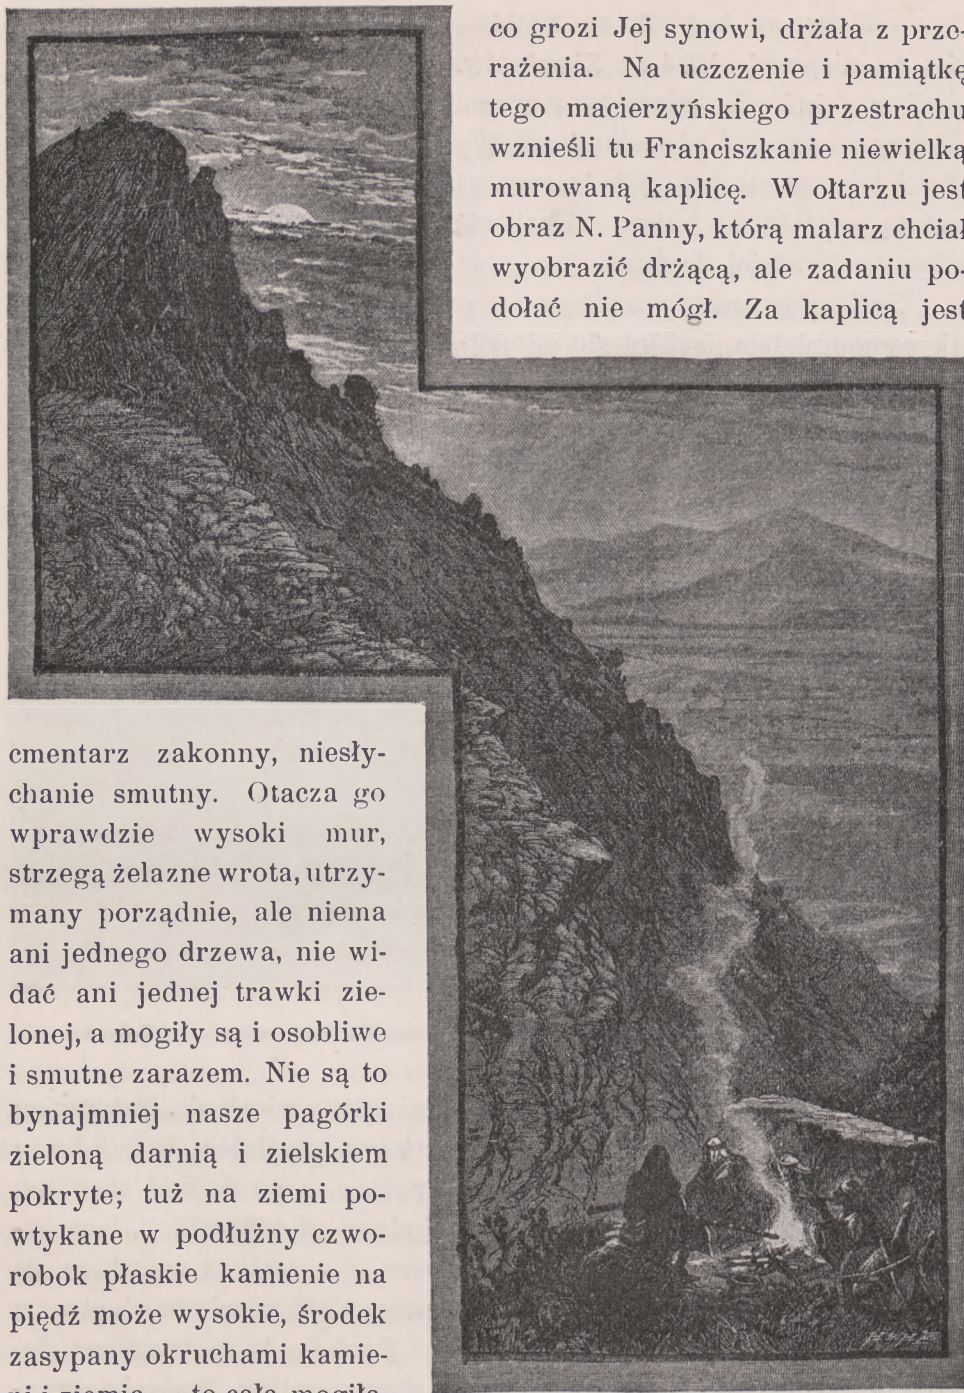 co grozi Jej synowi, drżała z prze-
rażenia. Na uczczenie i pamiątkę
tego macierzyńskiego przestrachu
wznieśli tu Franciszkanie niewielką
murowaną kaplicę. W ołtarzu jest
obraz N. Panny, którą malarz chciał
wyobrazić drżącą, ale zadaniu po-
dołać nie mógł. Za kaplicą jest
cmentarz zakonny, niesły-
chanie smutny. Otacza go
wprawdzie wysoki mur,
strzegą żelazne wrota, utrzy-
many porządnie, ale niema
ani jednego drzewa, nie wi-
dać ani jednej trawki zie-
lonej, a mogiły są i osobliwe
i smutne zarazem. Nie są to
bynajmniej nasze pagórki
zieloną darnią i zielskiem
pokryte; tuż na ziemi po-
wtykane w podłużny czwo-
robok płaskie kamienie na
piędź może wysokie, środek
zasypany okruchami kamie-
ni i ziemią to cała mogiła